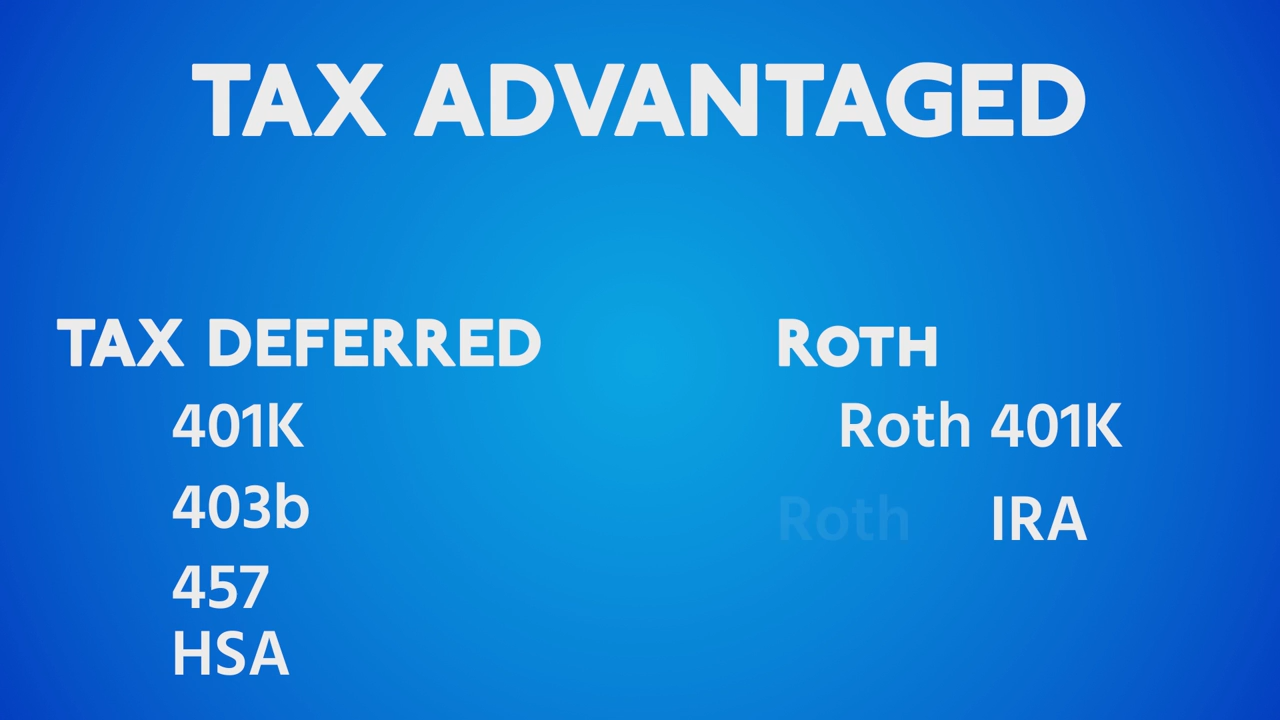 TAX ADVANTAGED
TAX DEFERRED
401K
403b
457
HSA
ROTH
Roth 401K
Roth IRA